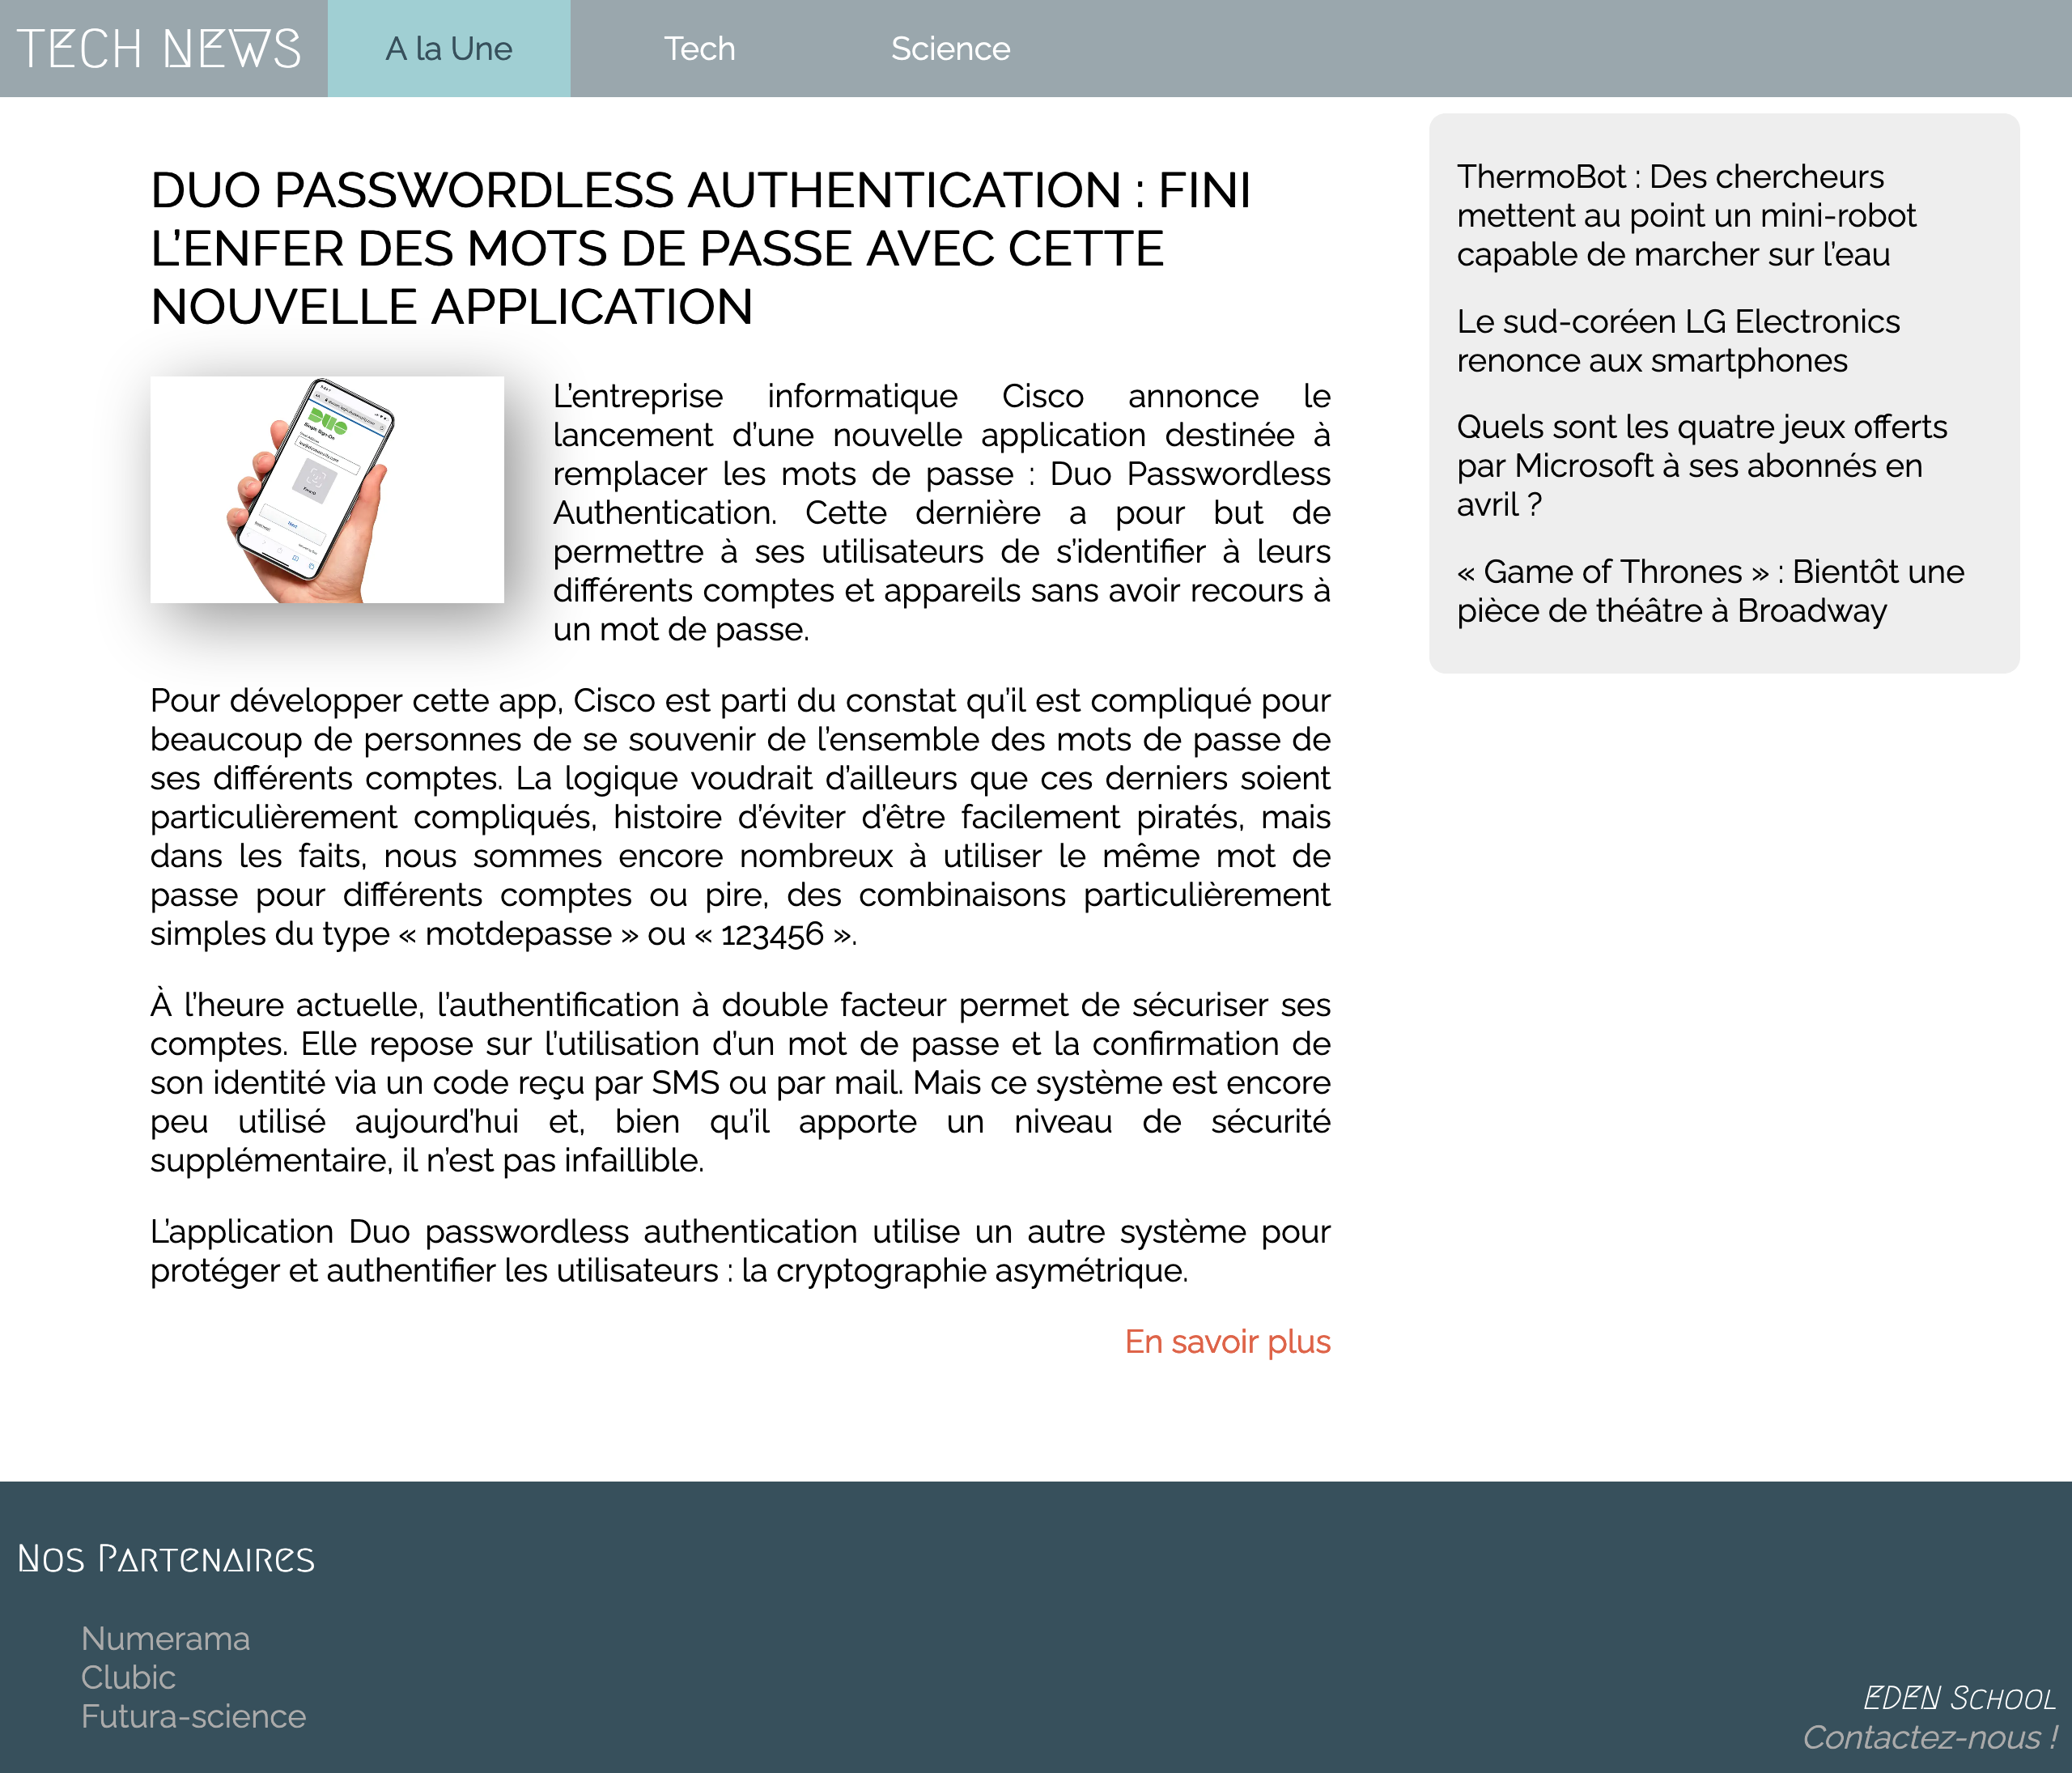 TECH NEWS
A la Une
Tech
Science
DUO PASSWORDLESS AUTHENTICATION : FINI
L’ENFER DES MOTS DE PASSE AVEC CETTE
NOUVELLE APPLICATION
DUO
Single Sign-On
Next
L’entreprise informatique Cisco annonce le
lancement d’une nouvelle application destinée à
remplacer les mots de passe : Duo Passwordless
Authentication. Cette dernière a pour but de
permettre à ses utilisateurs de s’identifier à leurs
différents comptes et appareils sans avoir recours à
un mot de passe.
Pour développer cette app, Cisco est parti du constat qu’il est compliqué pour
beaucoup de personnes de se souvenir de l’ensemble des mots de passe de
ses différents comptes. La logique voudrait d’ailleurs que ces derniers soient
particulièrement compliqués, histoire d’éviter d’être facilement piratés, mais
dans les faits, nous sommes encore nombreux à utiliser le même mot de
passe pour différents comptes ou pire, des combinaisons particulièrement
simples du type « motdepasse » ou « 123456 ».
À l’heure actuelle, l’authentification à double facteur permet de sécuriser ses
comptes. Elle repose sur l’utilisation d’un mot de passe et la confirmation de
son identité via un code reçu par SMS ou par mail. Mais ce système est encore
peu utilisé aujourd’hui et, bien qu’il apporte un niveau de sécurité
supplémentaire, il n’est pas infaillible.
L’application Duo passwordless authentication utilise un autre système pour
protéger et authentifier les utilisateurs : la cryptographie asymétrique.
En savoir plus
ThermoBot : Des chercheurs
mettent au point un mini-robot
capable de marcher sur l’eau
Le sud-coréen LG Electronics
renonce aux smartphones
Quels sont les quatre jeux offerts
par Microsoft à ses abonnés en
avril ?
« Game of Thrones » : Bientôt une
pièce de théâtre à Broadway
Nos Partenaires
Numerama
Clubic
Futura-science
EDEN School
Contactez-nous !